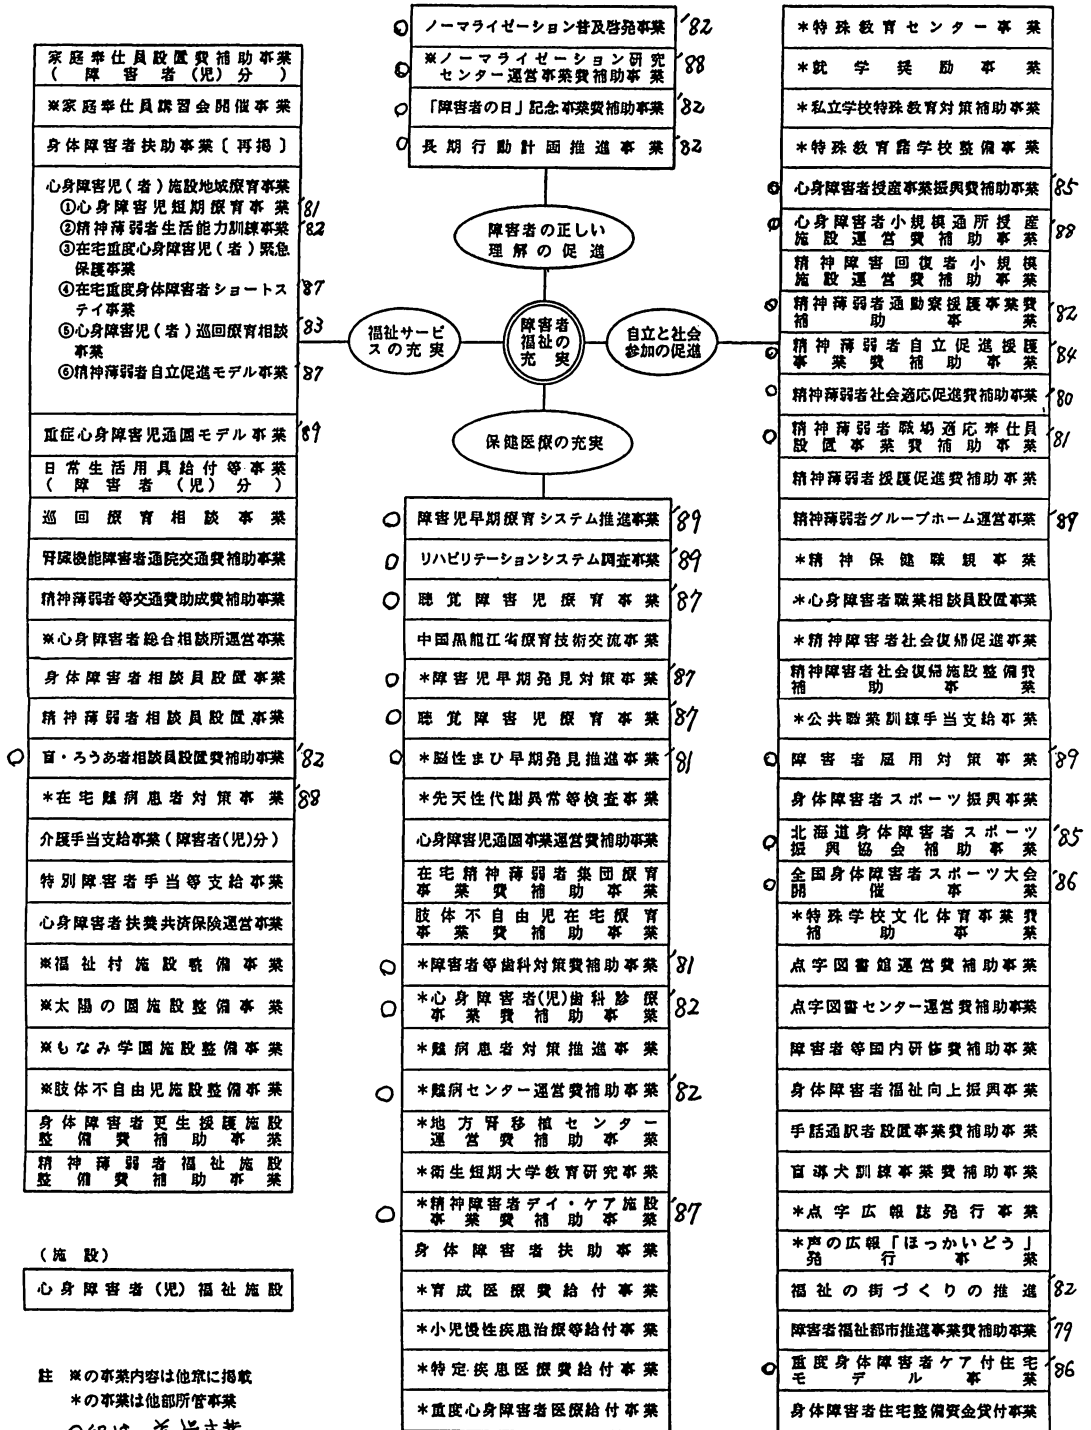 家庭奉仕員設置費補助事業
(障害者(児)分)
※家庭奉仕員講習会開催事業
身体障害者扶助事業〔再掲〕
心身障害児(者)施設地域療育事業
①心身障害児短期療育事業 '81
②精神薄弱者生活能力訓練事業 '82
③在宅重度心身障害児(者)緊急
保護事業
④在宅重度身体障害者ショートス '87
テイ事業
⑤心身障害児(者)巡回療育相談 '83
事業
⑥精神薄弱者自立促進モデル事業 '87
重症心身障害児通園モデル事業 '89
日常生活用具給付等事業
(障害者(児)分)
巡回療育相談事業
腎臓機能障害者通院交通費補助事業
精神薄弱者等交通費助成費補助事業
※心身障害者総合相談所運営事業
身体障害者相談員設置事業
精神薄弱者相談員設置事業
○盲・ろうあ者相談員設置費補助事業 '82
*在宅難病患者対策事業 '88
介護手当支給事業(障害者(児)分)
特別障害者手当等支給事業
心身障害者扶養共済保険運営事業
※福祉村施設整備事業
※太陽の園施設整備事業
※もなみ学園施設整備事業
※肢体不自由児施設整備事業
身体障害者更生援護施設
整備費補助事業
精神薄弱者福祉施設
整備費補助事業
(施設)
心身障害者(児)福祉施設
註 ※の事業内容は他章に掲載
*の事業は他部所管事業
○ノーマライゼーション普及啓発事業 '82
○※ノーマライゼーション研究 '88
センター運営事業費補助事業
○「障害者の日」記念事業費補助事業 '82
○長期行動計画推進事業 '82
障害者の正しい
理解の促進
福祉サービ
スの充実
障害者
福祉の
充実
自立と社会
参加の促進
保健医療の充実
○障害児早期療育システム推進事業 '89
○リハビリテーションシステム調査事業 '89
○聴覚障害児療育事業 '87
中国黒龍江省療育技術交流事業
○*障害児早期発見対策事業 '87
○聴覚障害児療育事業 '87
○*脳性まひ早期発見推進事業 '81
*先天性代謝異常等検査事業
心身障害児通園事業運営費補助事業
在宅精神薄弱者集団療育
事業費補助事業
肢体不自由児在宅療育
事業費補助事業
○*障害者等歯科対策費補助事業 '81
○*心身障害者(児)歯科診療 '82
事業費補助事業
*難病患者対策推進事業
○*難病センター運営費補助事業 '82
*地方腎移植センター
運営費補助事業
*衛生短期大学教育研究事業
○*精神障害者デイ・ケア施設 '87
事業費補助事業
身体障害者扶助事業
*育成医療費給付事業
*小児慢性疾患治療等給付事業
*特定疾患医療費給付事業
*重度心身障害者医療給付事業
*特殊教育センター事業
*就学奨励事業
*私立学校特殊教育対策補助事業
*特殊教育諸学校整備事業
○心身障害者授産事業振興費補助事業 '85
○心身障害者小規模通所授産 '88
施設運営費補助事業
精神障害回復者小規模
施設運営費補助事業
○精神薄弱者通勤寮援護事業費 '82
補助事業
○精神薄弱者自立促進援護 '84
事業費補助事業
○精神薄弱者社会適応促進費補助事業 '80
○精神薄弱者職場適応奉仕員 '81
設置事業費補助事業
精神薄弱者援護促進費補助事業
精神薄弱者グループホーム運営事業 '89
*精神保健職親事業
*心身障害者職業相談員設置事業
*精神障害者社会復帰促進事業
精神障害者社会復帰施設整備費
補助事業
*公共職業訓練手当支給事業
○障害者雇用対策事業 '89
身体障害者スポーツ振興事業
○北海道身体障害者スポーツ '85
振興協会補助事業
○全国身体障害者スポーツ大会 '86
開催事業
*特殊学校文化体育事業費
補助事業
点字図書館運営費補助事業
点字図書センター運営費補助事業
障害者等国内研修費補助事業
身体障害者福祉向上振興事業
手話通訳者設置事業費補助事業
盲導犬訓練事業費補助事業
*点字広報誌発行事業
*声の広報「ほっかいどう」
発行事業
福祉の街づくりの推進 '82
障害者福祉都市推進事業費補助事業 '79
○重度身体障害者ケア付住宅 '86
モデル事業
身体障害者住宅整備資金貸付事業